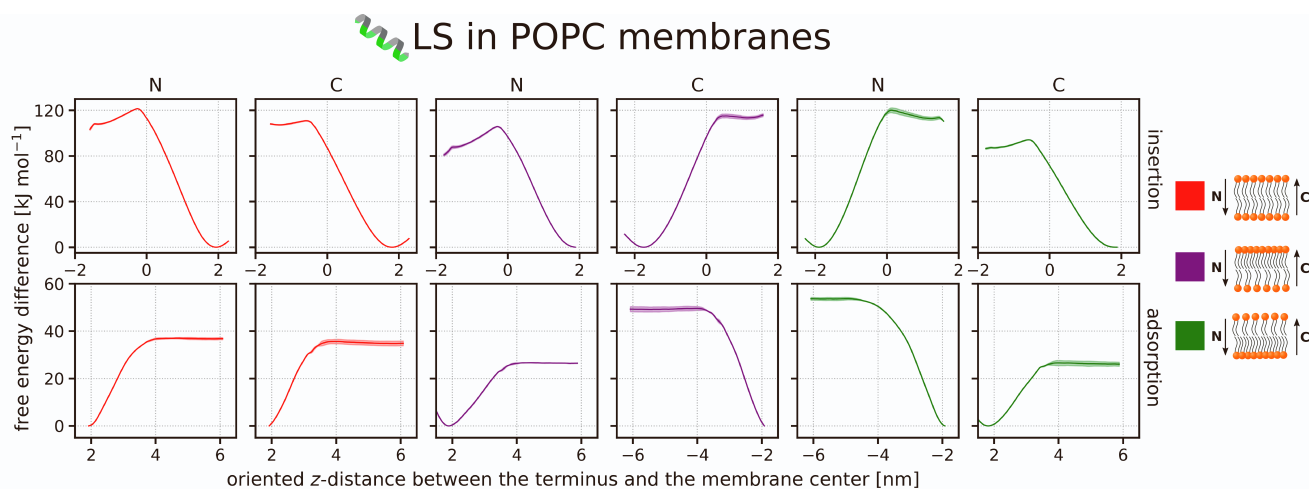 LS in POPC membranes
N C N C N C
free energy difference [kJ mol⁻¹]
120
80
40
0
−2 0 2 −2 0 2 −2 0 2 −2 0 2 −2 0 2 −2 0 2
insertion
60
40
20
0
2 4 6 2 4 6 2 4 6 −6 −4 −2 −6 −4 −2 2 4 6
adsorption
oriented z-distance between the terminus and the membrane center [nm]
N C
N C
N C